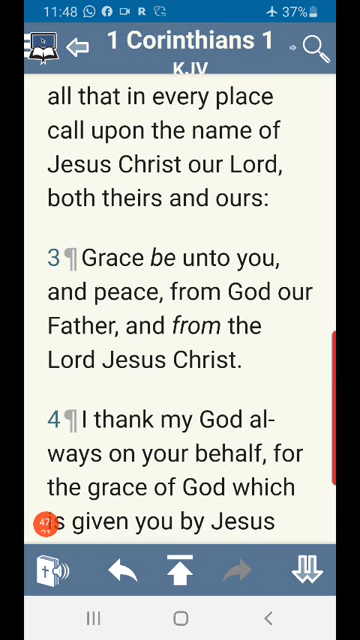 11:48 R 37%
1 Corinthians 1
KJV
all that in every place
call upon the name of
Jesus Christ our Lord,
both theirs and ours:
3 ¶ Grace be unto you,
and peace, from God our
Father, and from the
Lord Jesus Christ.
4 ¶ I thank my God al-
ways on your behalf, for
the grace of God which
is given you by Jesus